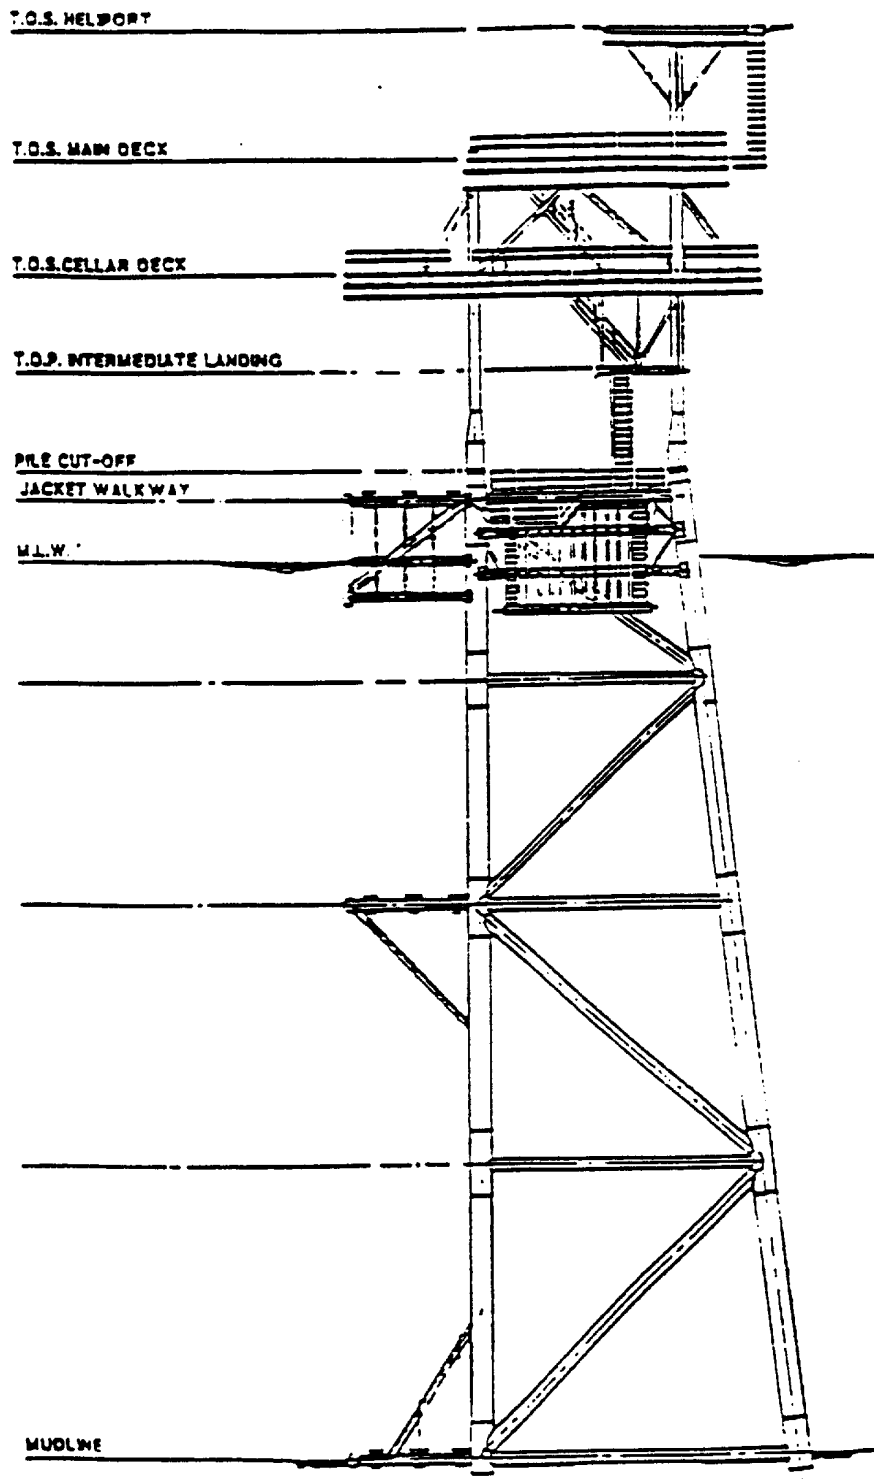 T.O.S. HELIPORT
T.O.S. MAIN DECK
T.O.S. CELLAR DECK
T.O.P. INTERMEDIATE LANDING
PILE CUT-OFF
JACKET WALKWAY
M.L.W.
MUDLINE